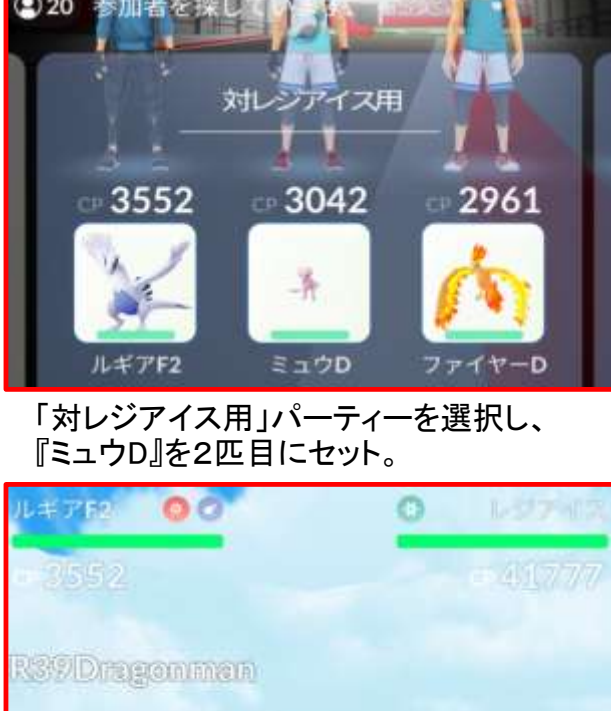 20 参加者を探しています
対レジアイス用
CP 3552 CP 3042 CP 2961
ルギアF2 ミュウD ファイヤーD
「対レジアイス用」パーティーを選択し、
『ミュウD』を2匹目にセット。
ルギアF2 レジアイス
CP 3552 CP 41777
R39Dragonman